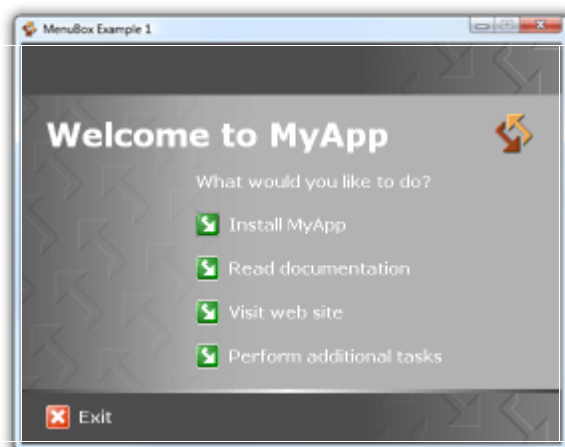 MenuBox Example 1
Welcome to MyApp
What would you like to do?
Install MyApp
Read documentation
Visit web site
Perform additional tasks
Exit